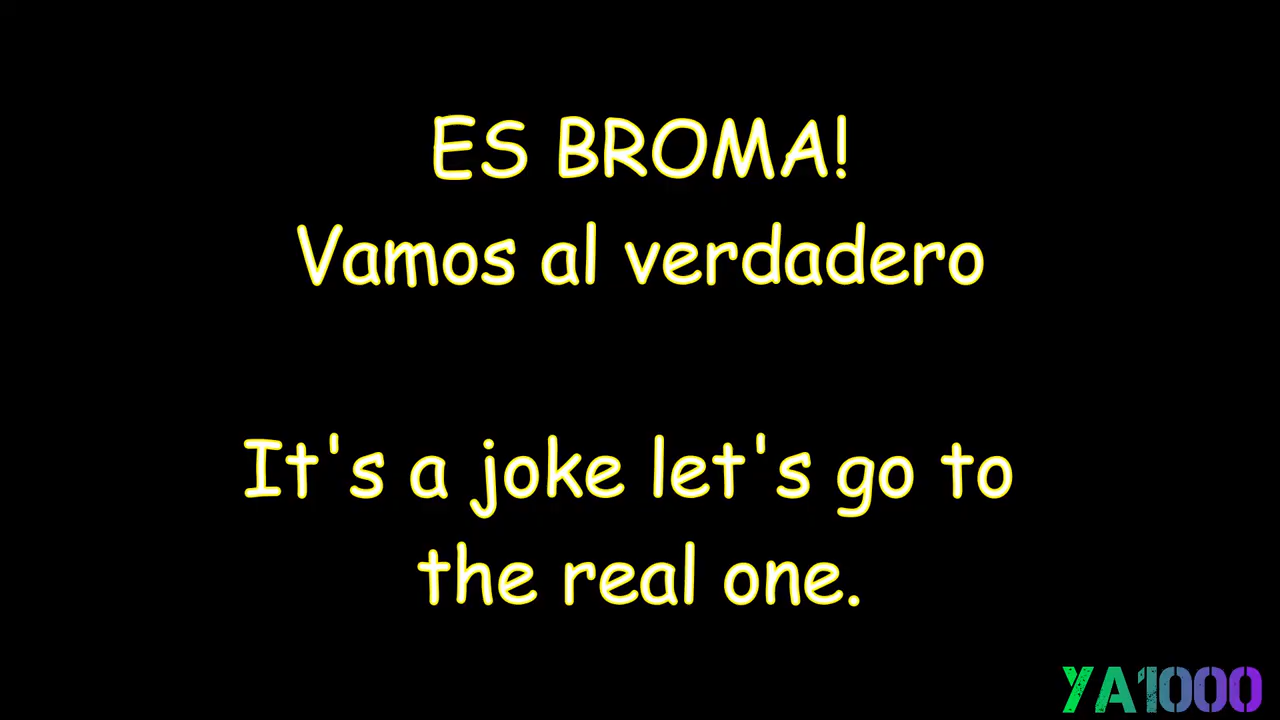 ES BROMA!
Vamos al verdadero
It's a joke let's go to
the real one.
YA1000